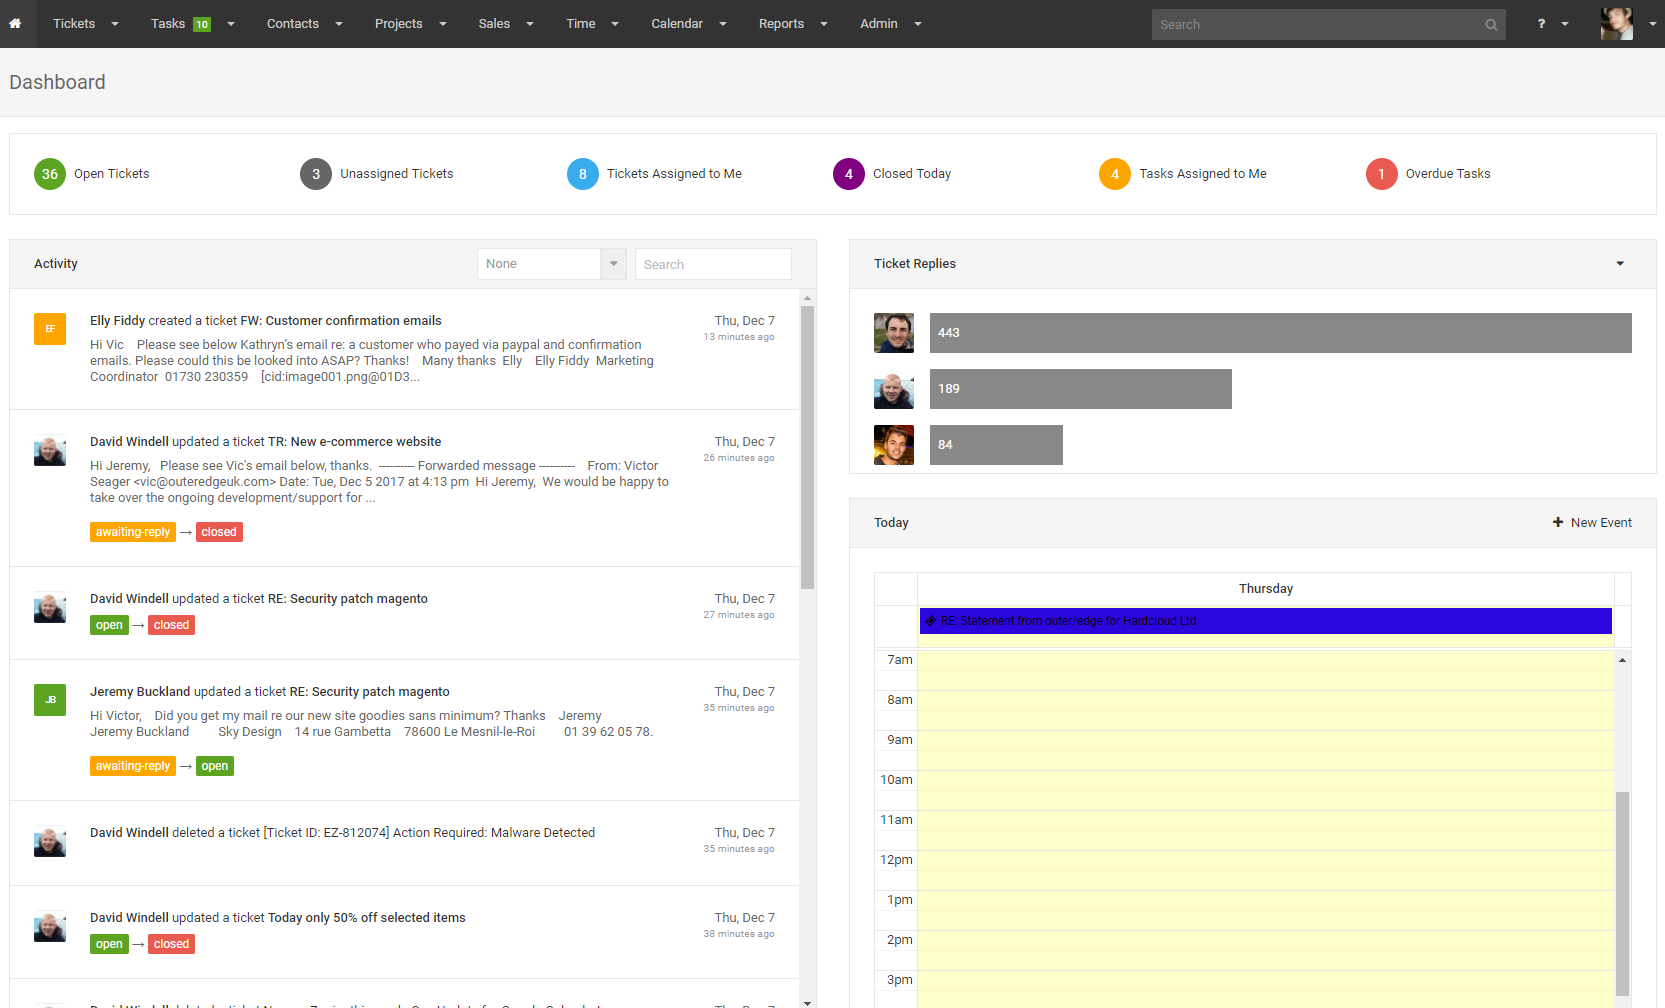 Tickets Tasks 10 Contacts Projects Sales Time Calendar Reports Admin Search ?
Dashboard
36 Open Tickets 3 Unassigned Tickets 8 Tickets Assigned to Me 4 Closed Today 4 Tasks Assigned to Me 1 Overdue Tasks
Activity None Search
EF
Elly Fiddy created a ticket FW: Customer confirmation emails Thu, Dec 7
13 minutes ago
Hi Vic Please see below Kathryn's email re: a customer who payed via paypal and confirmation
emails. Please could this be looked into ASAP? Thanks! Many thanks Elly Elly Fiddy Marketing
Coordinator 01730 230359 [cid:image001.png@01D3...
David Windell updated a ticket TR: New e-commerce website Thu, Dec 7
26 minutes ago
Hi Jeremy, Please see Vic's email below, thanks. ---------- Forwarded message ---------- From: Victor
Seager <vic@outeredgeuk.com> Date: Tue, Dec 5 2017 at 4:13 pm Hi Jeremy, We would be happy to
take over the ongoing development/support for ...
awaiting-reply → closed
David Windell updated a ticket RE: Security patch magento Thu, Dec 7
27 minutes ago
open → closed
JB
Jeremy Buckland updated a ticket RE: Security patch magento Thu, Dec 7
35 minutes ago
Hi Victor, Did you get my mail re our new site goodies sans minimum? Thanks Jeremy
Jeremy Buckland Sky Design 14 rue Gambetta 78600 Le Mesnil-le-Roi 01 39 62 05 78.
awaiting-reply → open
David Windell deleted a ticket [Ticket ID: EZ-812074] Action Required: Malware Detected Thu, Dec 7
35 minutes ago
David Windell updated a ticket Today only 50% off selected items Thu, Dec 7
38 minutes ago
open → closed
Ticket Replies
443
189
84
Today + New Event
Thursday
RE: Statement from outer/edge for Hardcloud Ltd
7am
8am
9am
10am
11am
12pm
1pm
2pm
3pm